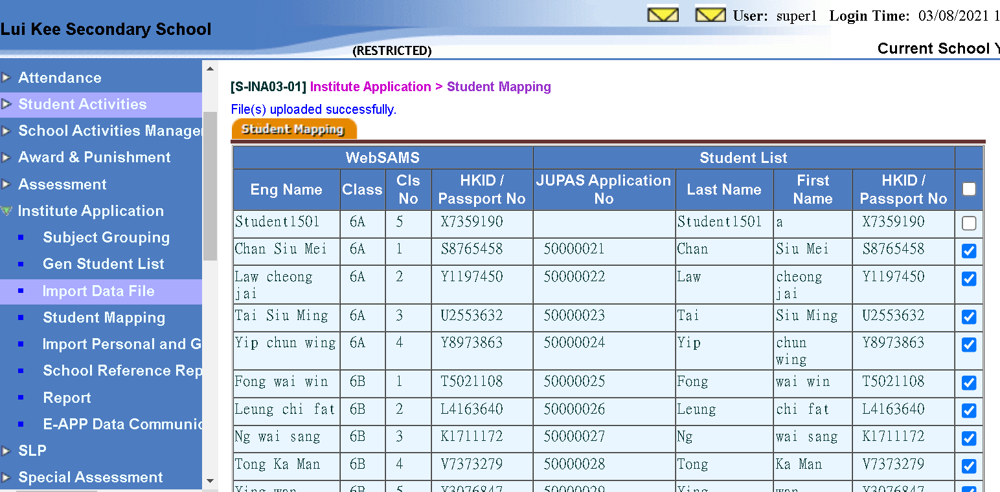 User: super1 Login Time: 03/08/2021 1
Lui Kee Secondary School
(RESTRICTED)
Current School Y
Attendance
Student Activities
School Activities Manage
Award & Punishment
Assessment
Institute Application
Subject Grouping
Gen Student List
Import Data File
Student Mapping
Import Personal and G
School Reference Rep
Report
E-APP Data Communic
SLP
Special Assessment
[S-INA03-01] Institute Application > Student Mapping
File(s) uploaded successfully.
Student Mapping
WebSAMS Student List
Eng Name Class Cls No HKID / Passport No JUPAS Application No Last Name First Name HKID / Passport No
Student1501 6A 5 X7359190 Student1501 a X7359190
Chan Siu Mei 6A 1 S8765458 50000021 Chan Siu Mei S8765458
Law cheong jai 6A 2 Y1197450 50000022 Law cheong jai Y1197450
Tai Siu Ming 6A 3 U2553632 50000023 Tai Siu Ming U2553632
Yip chun wing 6A 4 Y8973863 50000024 Yip chun wing Y8973863
Fong wai win 6B 1 T5021108 50000025 Fong wai win T5021108
Leung chi fat 6B 2 L4163640 50000026 Leung chi fat L4163640
Ng wai sang 6B 3 K1711172 50000027 Ng wai sang K1711172
Tong Ka Man 6B 4 V7373279 50000028 Tong Ka Man V7373279
6B 5 Y3076847 50000029 Y3076847